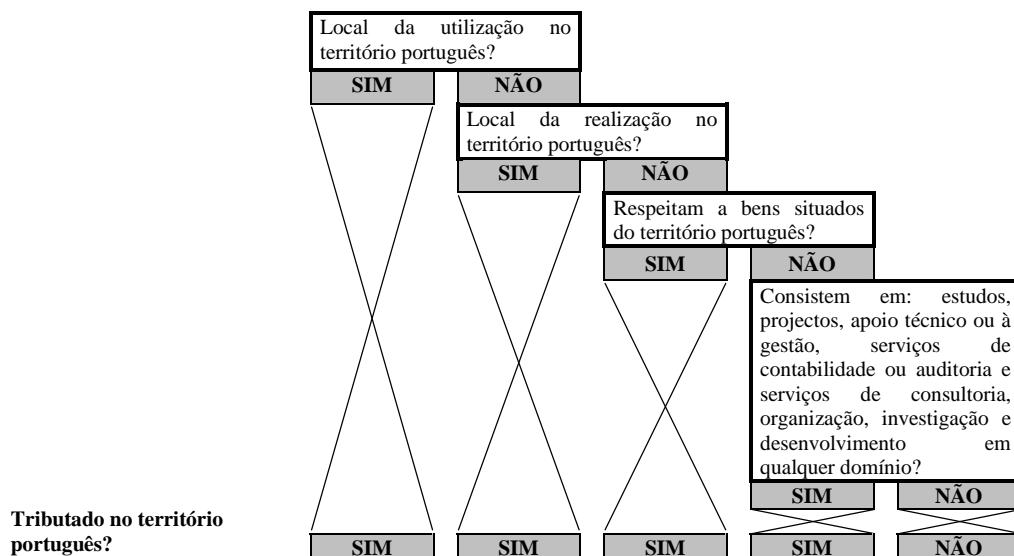 Local da utilização no
território português?
SIM NÃO
Local da realização no
território português?
SIM NÃO
Respeitam a bens situados
do território português?
SIM NÃO
Consistem em: estudos,
projectos, apoio técnico ou à
gestão, serviços de
contabilidade ou auditoria e
serviços de consultoria,
organização, investigação e
desenvolvimento em
qualquer domínio?
SIM NÃO
Tributado no território
português?
SIM SIM SIM SIM NÃO